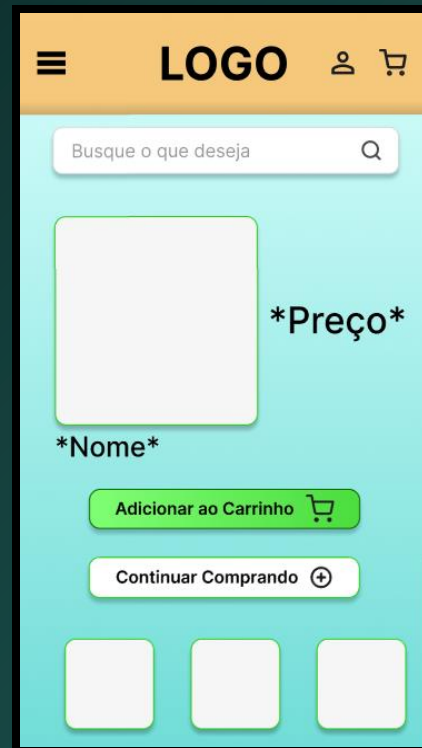 LOGO
Busque o que deseja
*Preço*
*Nome*
Adicionar ao Carrinho
Continuar Comprando